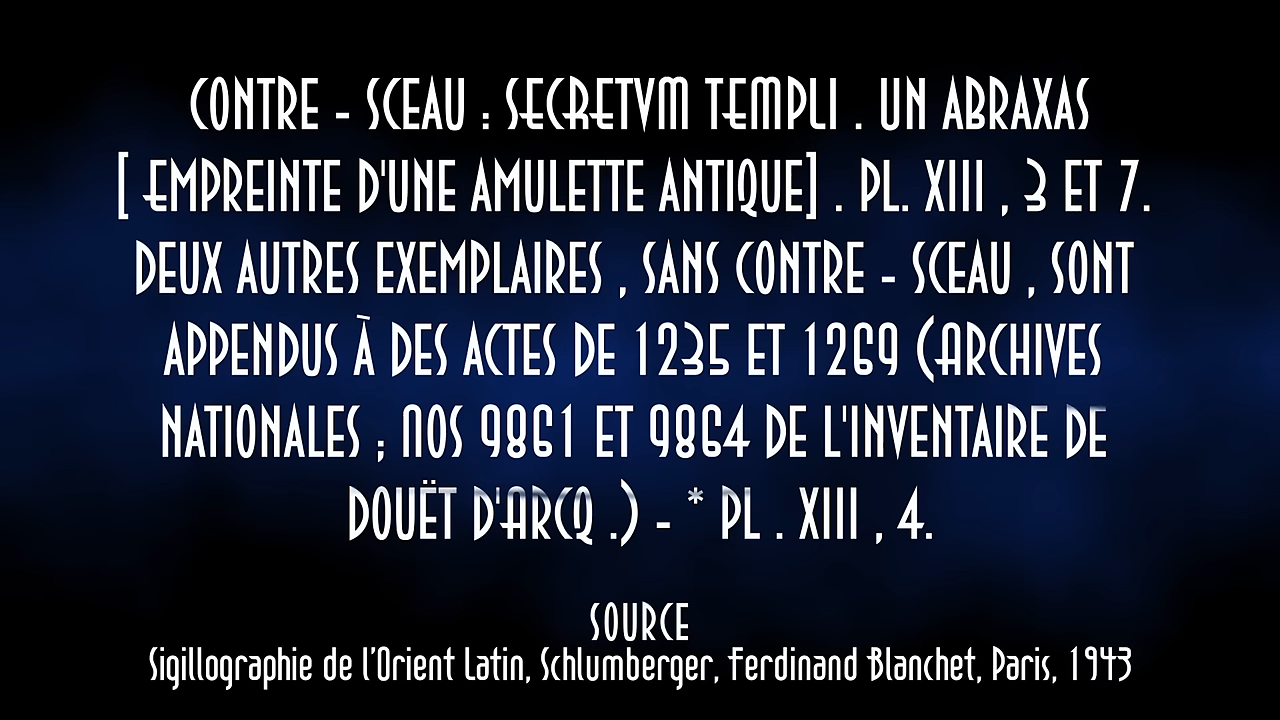 CONTRE - SCEAU : SECRETVM TEMPLI . UN ABRAXAS
[ EMPREINTE D'UNE AMULETTE ANTIQUE] . PL. XIII , 3 ET 7.
DEUX AUTRES EXEMPLAIRES , SANS CONTRE - SCEAU , SONT
APPENDUS À DES ACTES DE 1235 ET 1269 (ARCHIVES
NATIONALES ; NOS 9861 ET 9864 DE L'INVENTAIRE DE
DOUËT D'ARCQ .) - * PL . XIII , 4.
SOURCE
Sigillographie de l'Orient Latin, Schlumberger, Ferdinand Blanchet, Paris, 1943